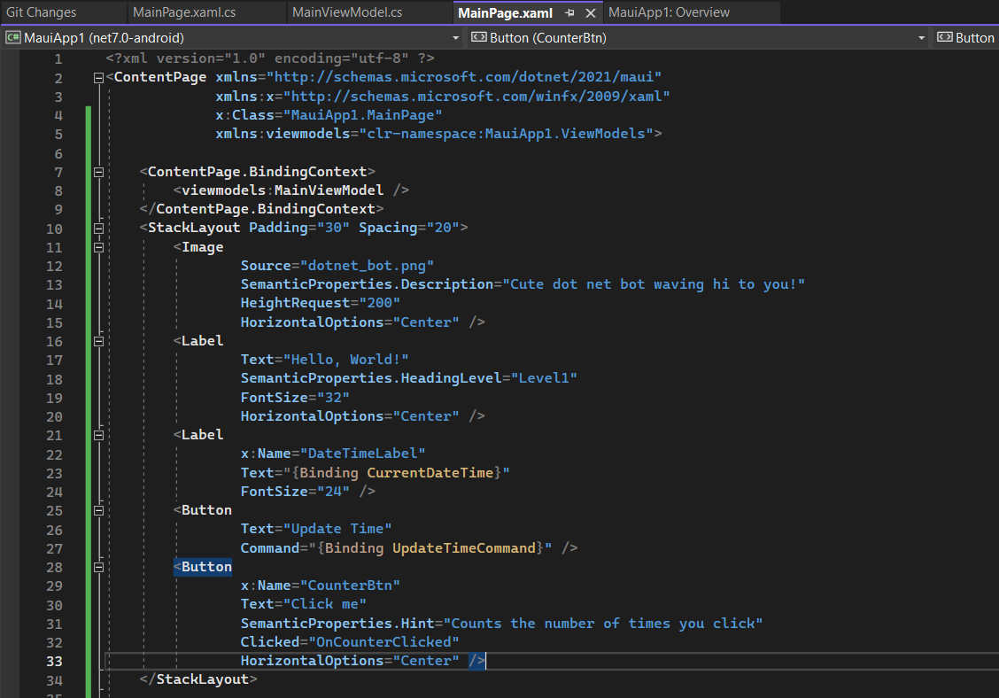 Git Changes MainPage.xaml.cs MainViewModel.cs MainPage.xaml MauiApp1: Overview
C# MauiApp1 (net7.0-android) Button (CounterBtn) Button
1 <?xml version="1.0" encoding="utf-8" ?>
2 <ContentPage xmlns="http://schemas.microsoft.com/dotnet/2021/maui"
3 xmlns:x="http://schemas.microsoft.com/winfx/2009/xaml"
4 x:Class="MauiApp1.MainPage"
5 xmlns:viewmodels="clr-namespace:MauiApp1.ViewModels">
6
7 <ContentPage.BindingContext>
8 <viewmodels:MainViewModel />
9 </ContentPage.BindingContext>
10 <StackLayout Padding="30" Spacing="20">
11 <Image
12 Source="dotnet_bot.png"
13 SemanticProperties.Description="Cute dot net bot waving hi to you!"
14 HeightRequest="200"
15 HorizontalOptions="Center" />
16 <Label
17 Text="Hello, World!"
18 SemanticProperties.HeadingLevel="Level1"
19 FontSize="32"
20 HorizontalOptions="Center" />
21 <Label
22 x:Name="DateTimeLabel"
23 Text="{Binding CurrentDateTime}"
24 FontSize="24" />
25 <Button
26 Text="Update Time"
27 Command="{Binding UpdateTimeCommand}" />
28 <Button
29 x:Name="CounterBtn"
30 Text="Click me"
31 SemanticProperties.Hint="Counts the number of times you click"
32 Clicked="OnCounterClicked"
33 HorizontalOptions="Center" />
34 </StackLayout>